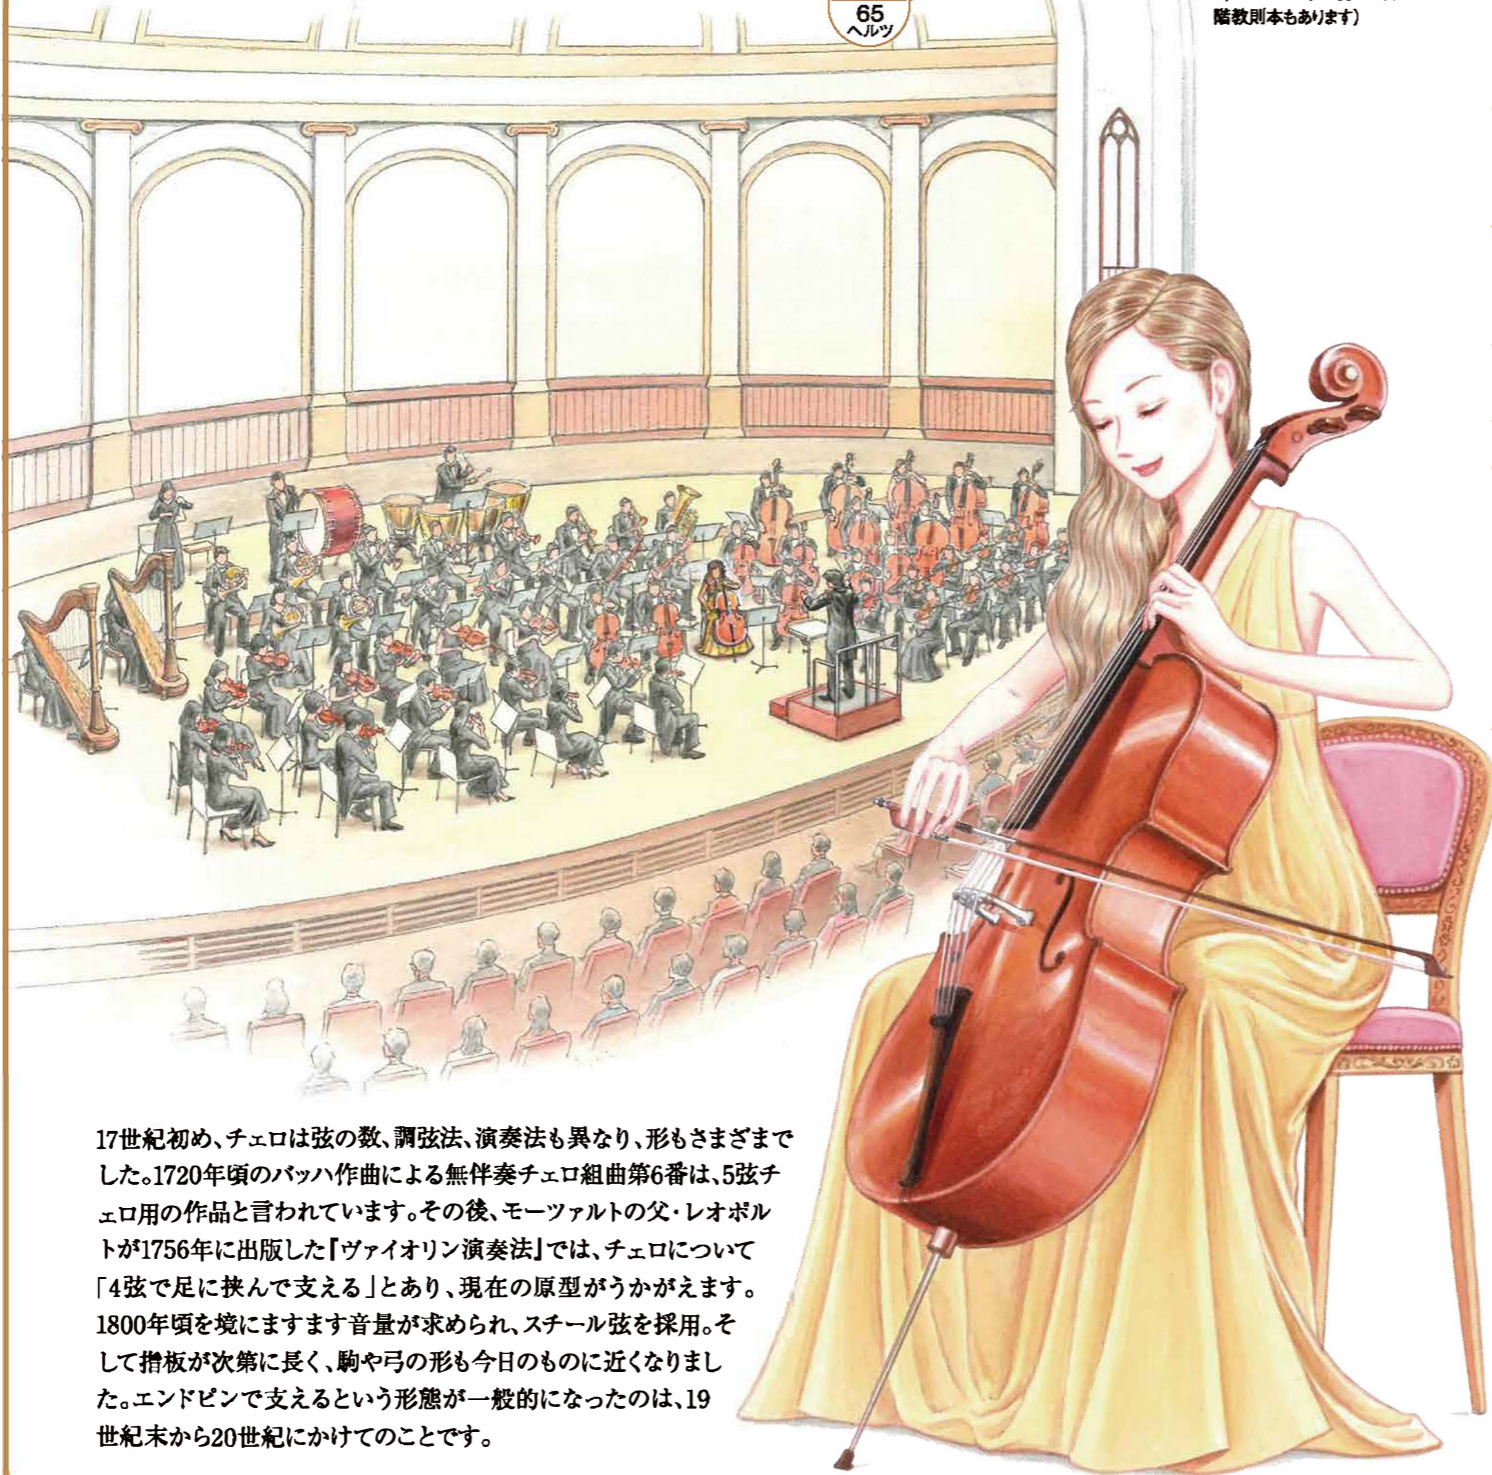 65
ヘルツ
階教則本もあります）
17世紀初め、チェロは弦の数、調弦法、演奏法も異なり、形もさまざまで
した。1720年頃のバッハ作曲による無伴奏チェロ組曲第6番は、5弦チ
ェロ用の作品と言われています。その後、モーツァルトの父・レオポル
トが1756年に出版した『ヴァイオリン演奏法』では、チェロについて
「4弦で足に挟んで支える」とあり、現在の原型がうかがえます。
1800年頃を境にますます音量が求められ、スチール弦を採用。そ
して指板が次第に長く、駒や弓の形も今日のものに近くなりまし
た。エンドピンで支えるという形態が一般的になったのは、19
世紀末から20世紀にかけてのことです。